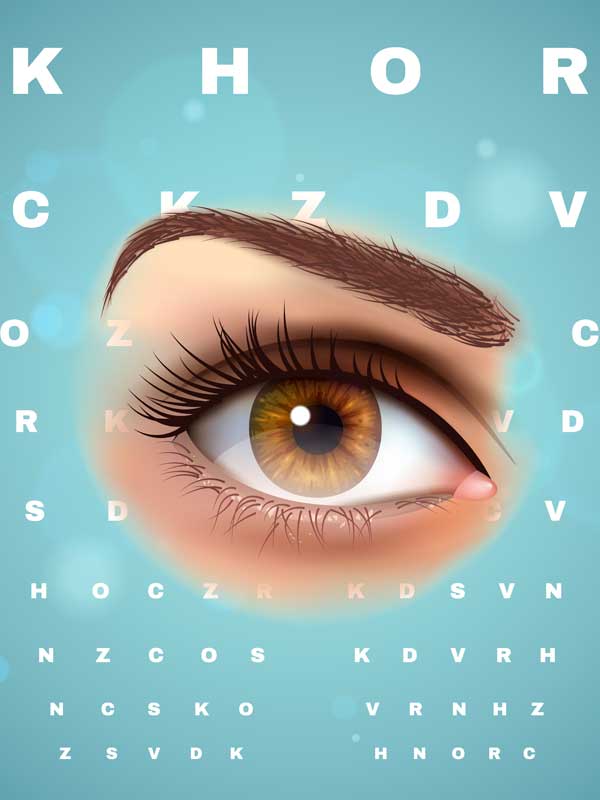 K H O R
C K Z D V
O Z C
R K V D
S D C V
H O C Z R K D S V N
N Z C O S K D V R H
N C S K O V R N H Z
Z S V D K H N O R C